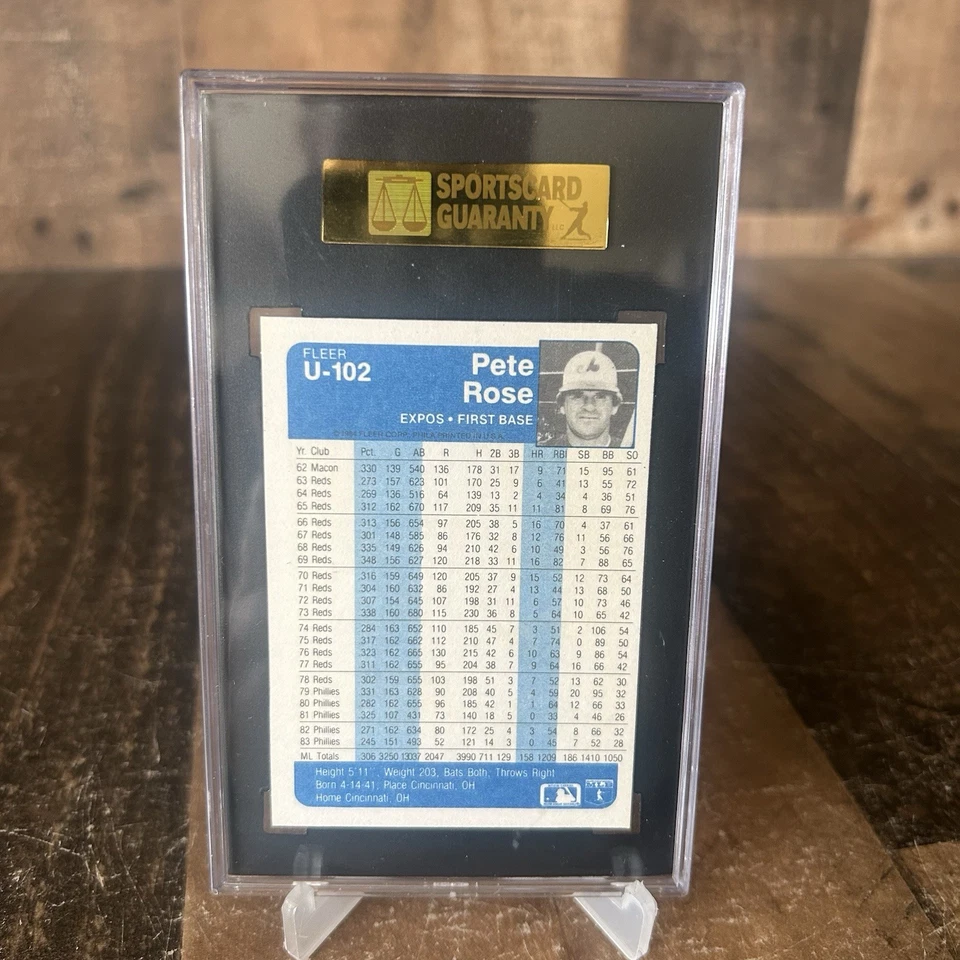 SPORTSCARD
GUARANTY LLC
FLEER
U-102
Pete
Rose
EXPOS • FIRST BASE
©1984 FLEER CORP. PHILA PRINTED IN U.S.A.
Yr. Club Pct. G AB R H 2B 3B HR RBI SB BB SO
62 Macon .330 139 540 136 178 31 17 9 71 15 95 61
63 Reds .273 157 623 101 170 25 9 6 41 13 55 72
64 Reds .269 136 516 64 139 13 2 4 34 4 36 51
65 Reds .312 162 670 117 209 35 11 11 81 8 69 76
66 Reds .313 156 654 97 205 38 5 16 70 4 37 61
67 Reds .301 148 585 86 176 32 8 12 76 11 56 66
68 Reds .335 149 626 94 210 42 6 10 49 3 56 76
69 Reds .348 156 627 120 218 33 11 16 82 7 88 65
70 Reds .316 159 649 120 205 37 9 15 52 12 73 64
71 Reds .304 160 632 86 192 27 4 13 44 13 68 50
72 Reds .307 154 645 107 198 31 11 6 57 10 73 46
73 Reds .338 160 680 115 230 36 8 5 64 10 65 42
74 Reds .284 163 652 110 185 45 7 3 51 2 106 54
75 Reds .317 162 662 112 210 47 4 7 74 0 89 50
76 Reds .323 162 665 130 215 42 6 10 63 9 86 54
77 Reds .311 162 655 95 204 38 7 9 64 16 66 42
78 Reds .302 159 655 103 198 51 3 7 52 13 62 30
79 Phillies .331 163 628 90 208 40 5 4 59 20 95 32
80 Phillies .282 162 655 96 185 42 1 1 64 12 66 33
81 Phillies .325 107 431 73 140 18 5 0 33 4 46 26
82 Phillies .271 162 634 80 172 25 4 3 54 8 66 32
83 Phillies .245 151 493 52 121 14 3 0 45 7 52 28
ML Totals .306 3250 13037 2047 3990 711 129 158 1209 186 1410 1050
Height 5'11", Weight 203, Bats Both, Throws Right
Born 4-14-41, Place Cincinnati, OH
Home Cincinnati, OH